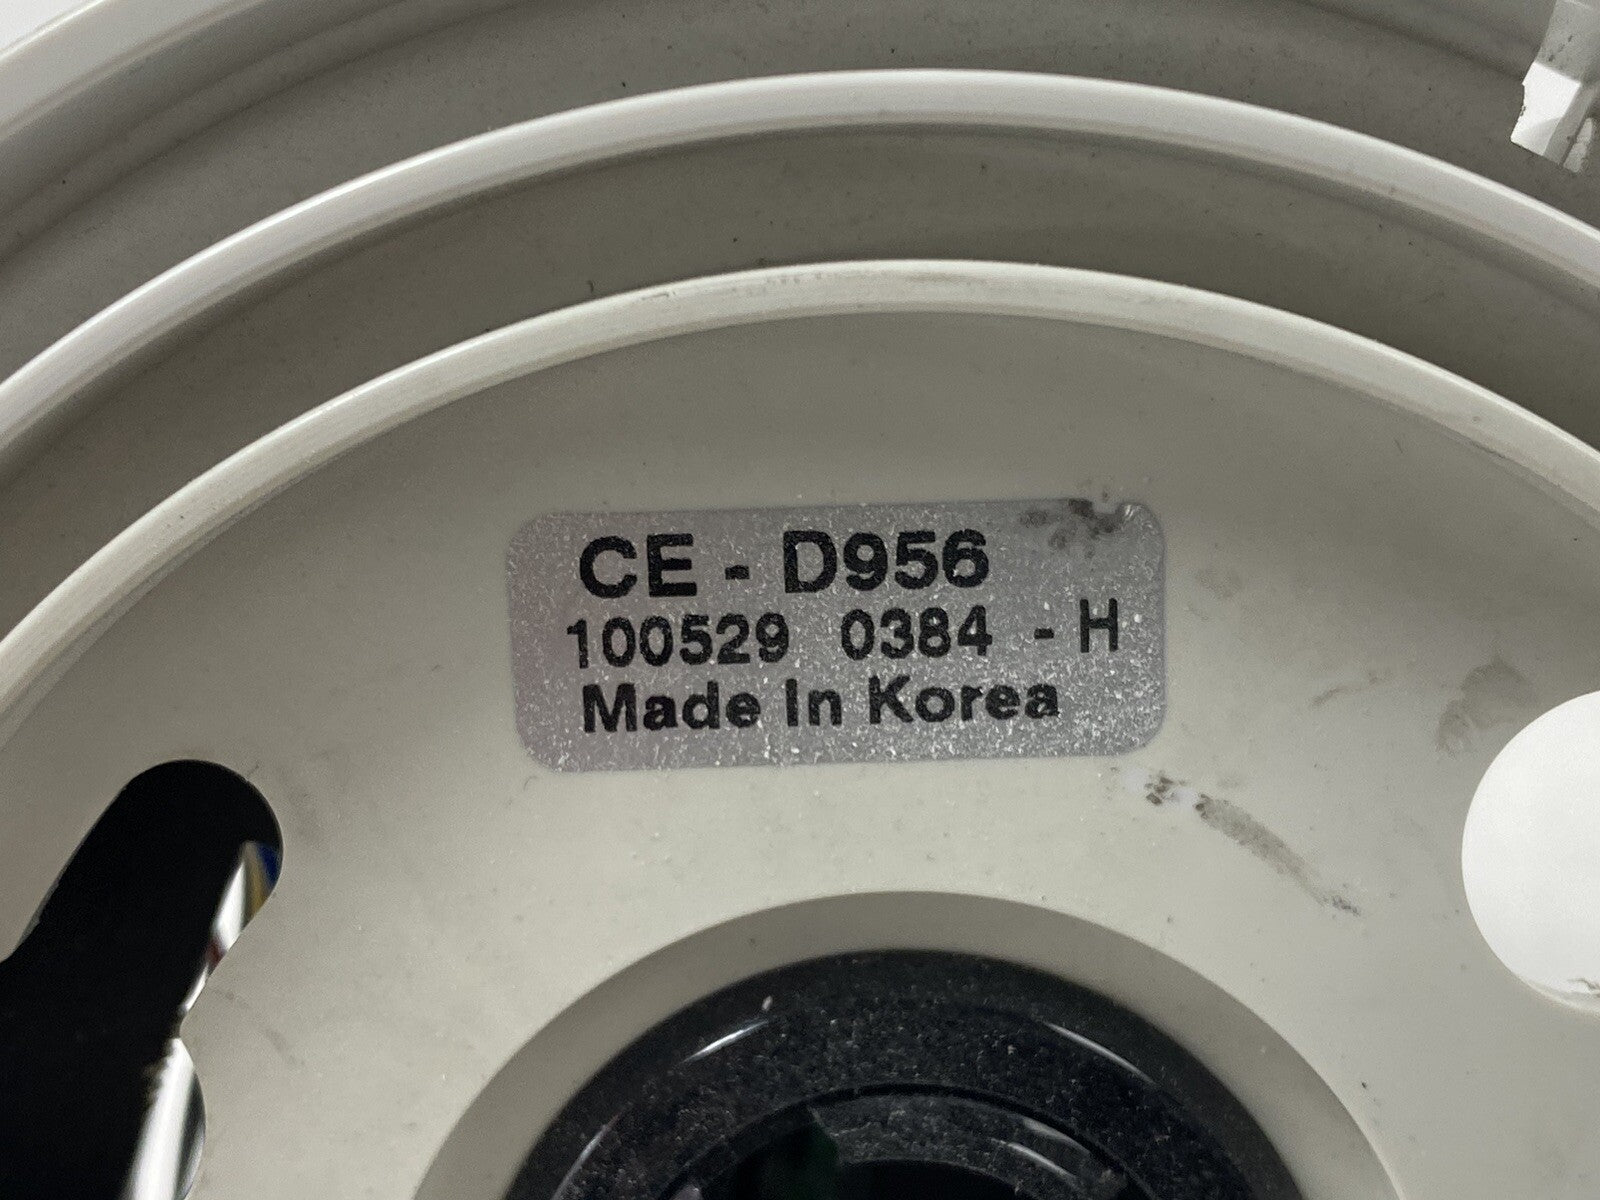 CE - D956
100529 0384 - H
Made In Korea